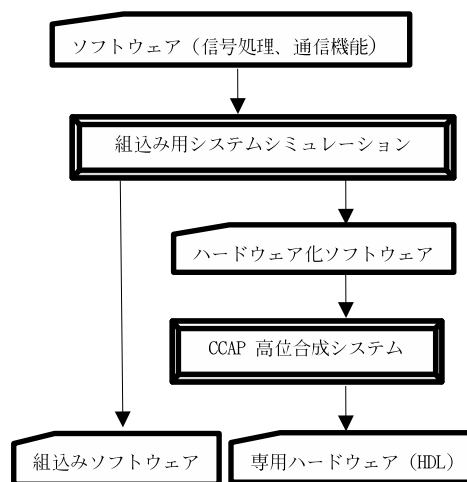 ソフトウェア（信号処理、通信機能）
組込み用システムシミュレーション
ハードウェア化ソフトウェア
CCAP 高位合成システム
組込みソフトウェア
専用ハードウェア（HDL）